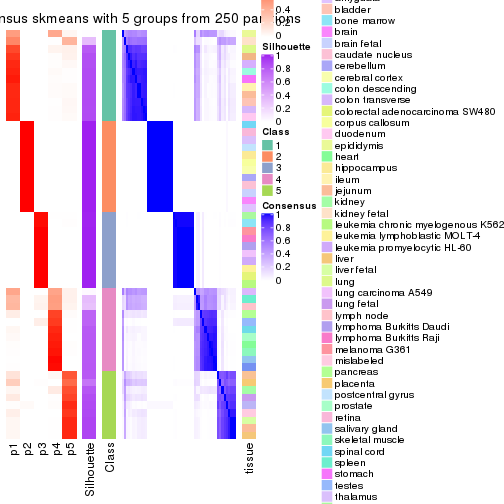 nsus skmeans with 5 groups from 250 par
ons
0.4
0.2
0
Silhouette
1
0.8
0.6
0.4
0.2
0
Class
1
2
3
4
5
Consensus
1
0.8
0.6
0.4
0.2
0
bladder
bone marrow
brain
brain fetal
caudate nucleus
cerebellum
cerebral cortex
colon descending
colon transverse
colorectal adenocarcinoma SW480
corpus callosum
duodenum
epididymis
heart
hippocampus
ileum
jejunum
kidney
kidney fetal
leukemia chronic myelogenous K562
leukemia lymphoblastic MOLT-4
leukemia promyelocytic HL-60
liver
liver fetal
lung
lung carcinoma A549
lung fetal
lymph node
lymphoma Burkitts Daudi
lymphoma Burkitts Raji
melanoma G361
mislabeled
pancreas
placenta
postcentral gyrus
prostate
retina
salivary gland
skeletal muscle
spinal cord
spleen
stomach
testes
thalamus
p1
p2
p3
p4
p5
Silhouette
Class
tissue